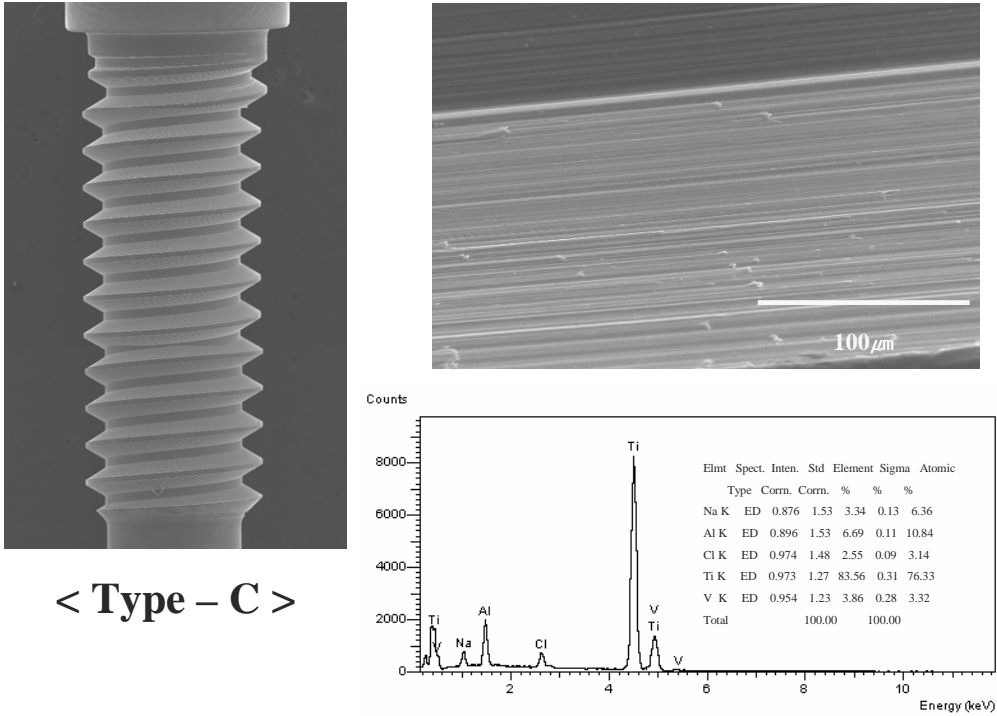 100㎛
< Type – C >
Counts
8000
6000
4000
2000
0
Ti
V
Na
Al
Cl
Ti
V
Ti
V
2
4
6
8
10
Energy (keV)
Elmt Spect. Inten. Std Element Sigma Atomic
Type Corrn. Corrn. % % %
Na K ED 0.876 1.53 3.34 0.13 6.36
Al K ED 0.896 1.53 6.69 0.11 10.84
Cl K ED 0.974 1.48 2.55 0.09 3.14
Ti K ED 0.973 1.27 83.56 0.31 76.33
V K ED 0.954 1.23 3.86 0.28 3.32
Total 100.00 100.00